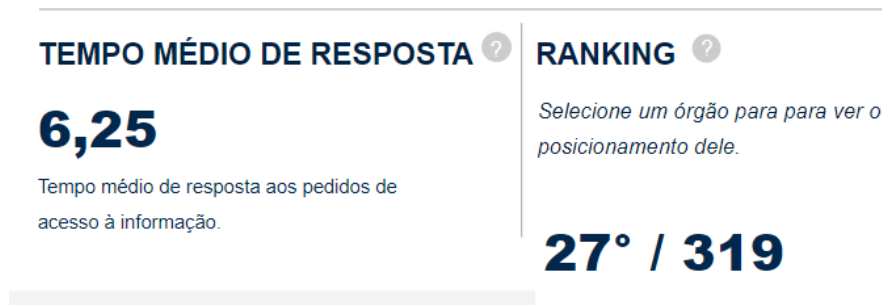 TEMPO MÉDIO DE RESPOSTA ?
6,25
Tempo médio de resposta aos pedidos de
acesso à informação.
RANKING ?
Selecione um órgão para para ver o
posicionamento dele.
27° / 319